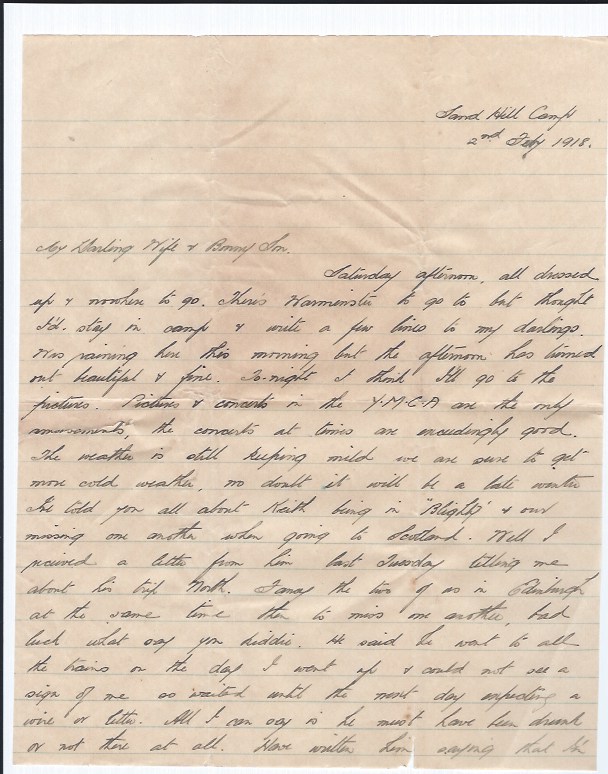 Sand Hill Camp
2nd Feby 1918.
My Darling Wife & Bonny Son.
Saturday afternoon, all dressed
up & nowhere to go. There's Warminster to go to but thought
I'd. stay in camp & write a few lines to my darlings.
Was raining here this morning but the afternoon has turned
out beautiful & fine. To-night I think I'll go to the
pictures. Pictures & concerts in the Y.M.C.A are the only
amusements, the concerts at times are exceedingly good.
The weather is still keeping mild we are sure to get
more cold weather, no doubt it will be a late winter
I've told you all about Keith being in "Blighty" & our
missing one another when going to Scotland. Well I
received a letter from him last Tuesday telling me
about his trip North. Fancy the two of us in Edinburgh
at the same time then to miss one another, bad
luck what say you kiddie. He said he went to all
the trains on the day I went up & could not see a
sign of me so waited until the next day expecting a
wire or letter. All I can say is he must have been drunk
or not there at all. Have written him saying that